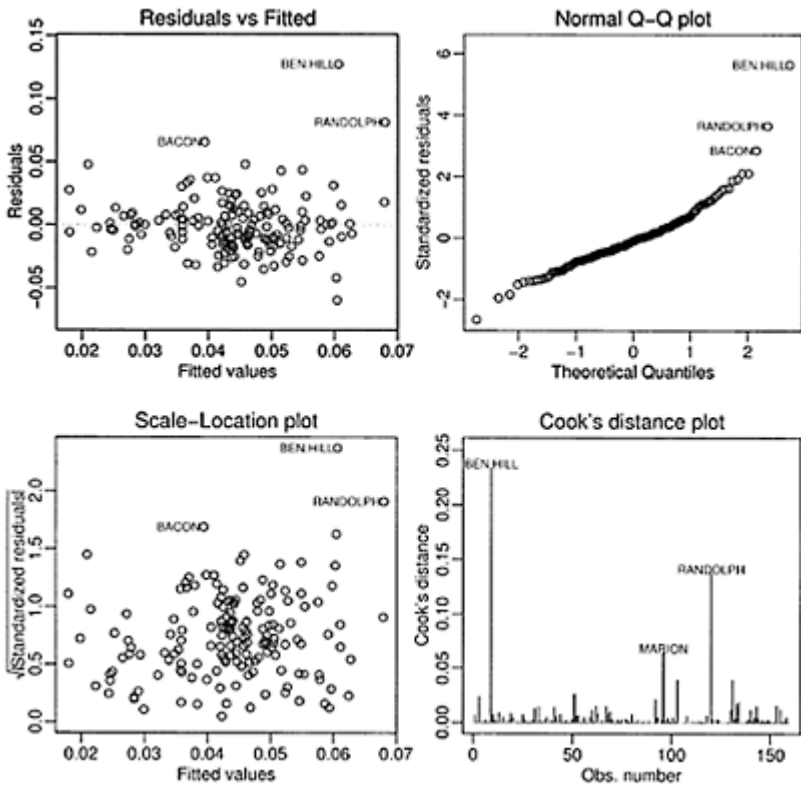 Residuals vs Fitted
Residuals
0.15
0.10
0.05
0.00
−0.05
BEN HILL
RANDOLPH
BACON
0.02 0.03 0.04 0.05 0.06 0.07
Fitted values
Normal Q−Q plot
Standardized residuals
6
4
2
0
−2
BEN HILL
RANDOLPH
BACON
−2 −1 0 1 2
Theoretical Quantiles
Scale−Location plot
√|Standardized residuals|
2.0
1.5
1.0
0.5
0.0
BEN HILL
RANDOLPH
BACON
0.02 0.03 0.04 0.05 0.06 0.07
Fitted values
Cook's distance plot
Cook's distance
0.25
0.20
0.15
0.10
0.05
0.00
BEN HILL
RANDOLPH
MARION
0 50 100 150
Obs. number